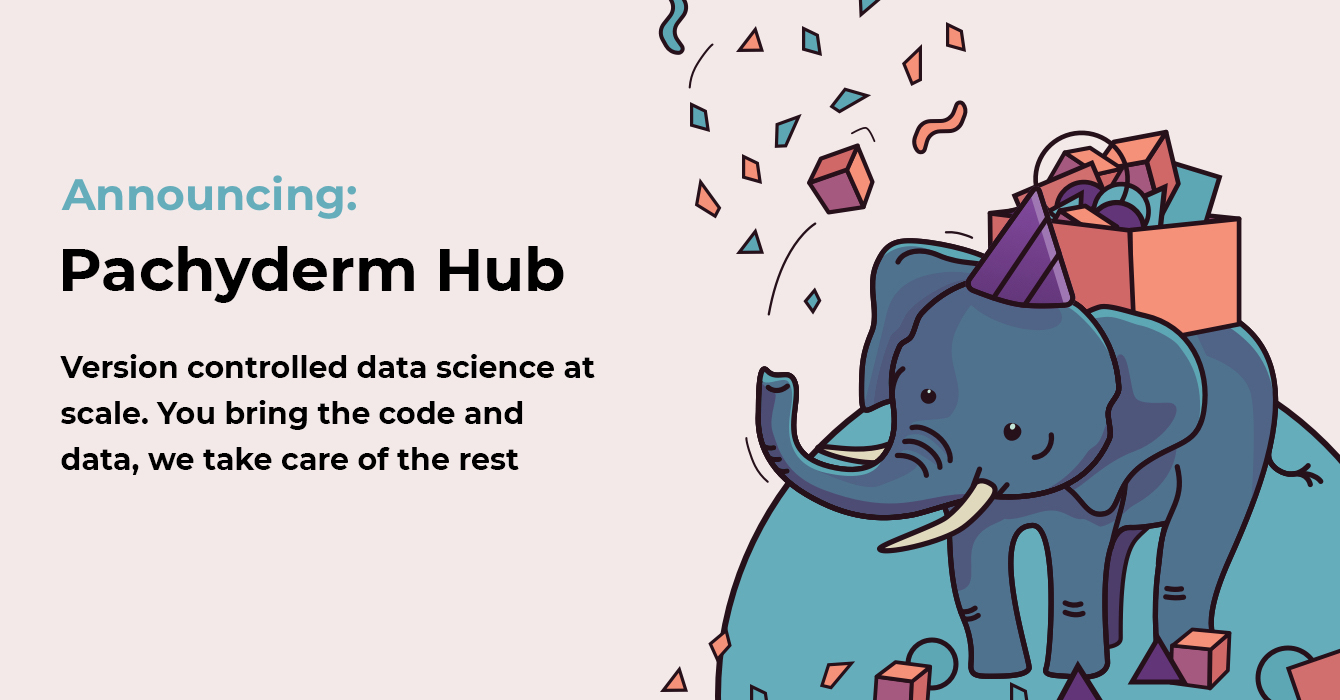 Announcing:
Pachyderm Hub
Version controlled data science at
scale. You bring the code and
data, we take care of the rest